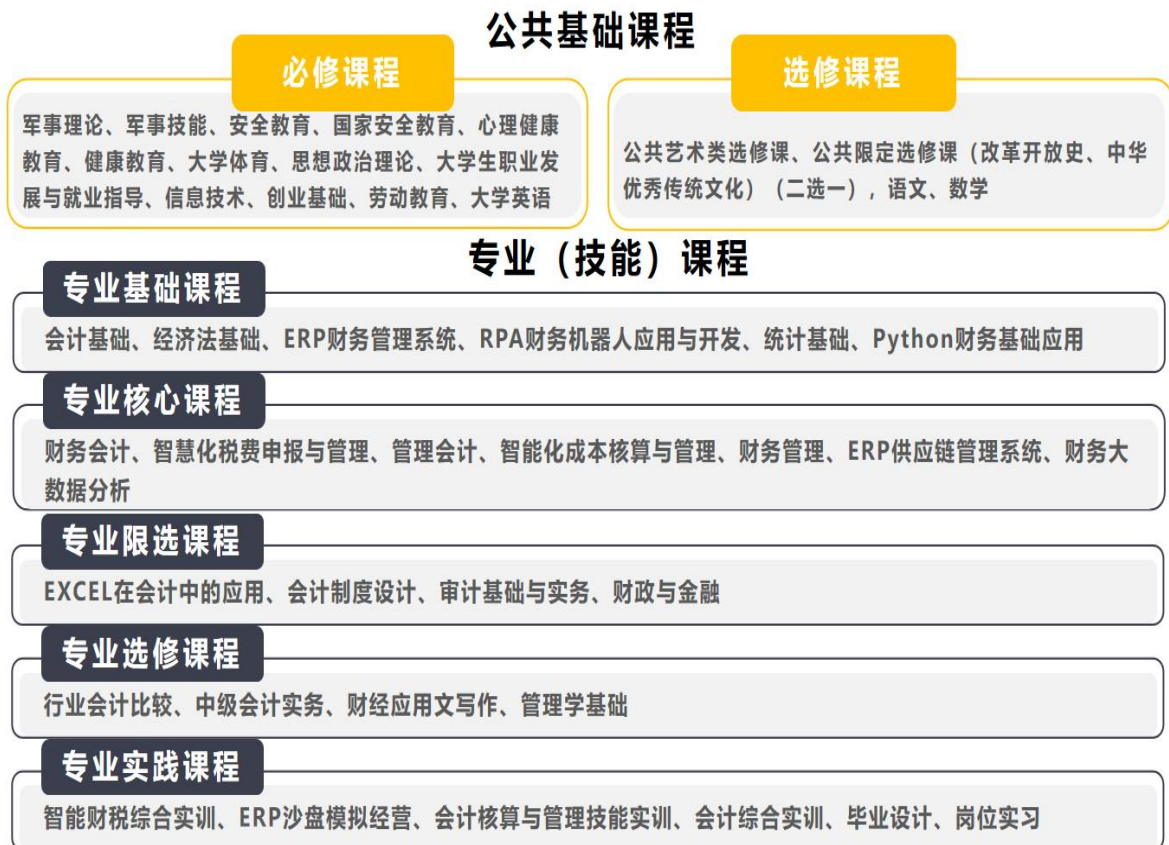 公共基础课程
必修课程
军事理论、军事技能、安全教育、国家安全教育、心理健康
教育、健康教育、大学体育、思想政治理论、大学生职业发
展与就业指导、信息技术、创业基础、劳动教育、大学英语
选修课程
公共艺术类选修课、公共限定选修课（改革开放史、中华
优秀传统文化）（二选一）, 语文、数学
专业（技能）课程
专业基础课程
会计基础、经济法基础、ERP财务管理系统、RPA财务机器人应用与开发、统计基础、Python财务基础应用
专业核心课程
财务会计、智慧化税费申报与管理、管理会计、智能化成本核算与管理、财务管理、ERP供应链管理系统、财务大
数据分析
专业限选课程
EXCEL在会计中的应用、会计制度设计、审计基础与实务、财政与金融
专业选修课程
行业会计比较、中级会计实务、财经应用文写作、管理学基础
专业实践课程
智能财税综合实训、ERP沙盘模拟经营、会计核算与管理技能实训、会计综合实训、毕业设计、岗位实习